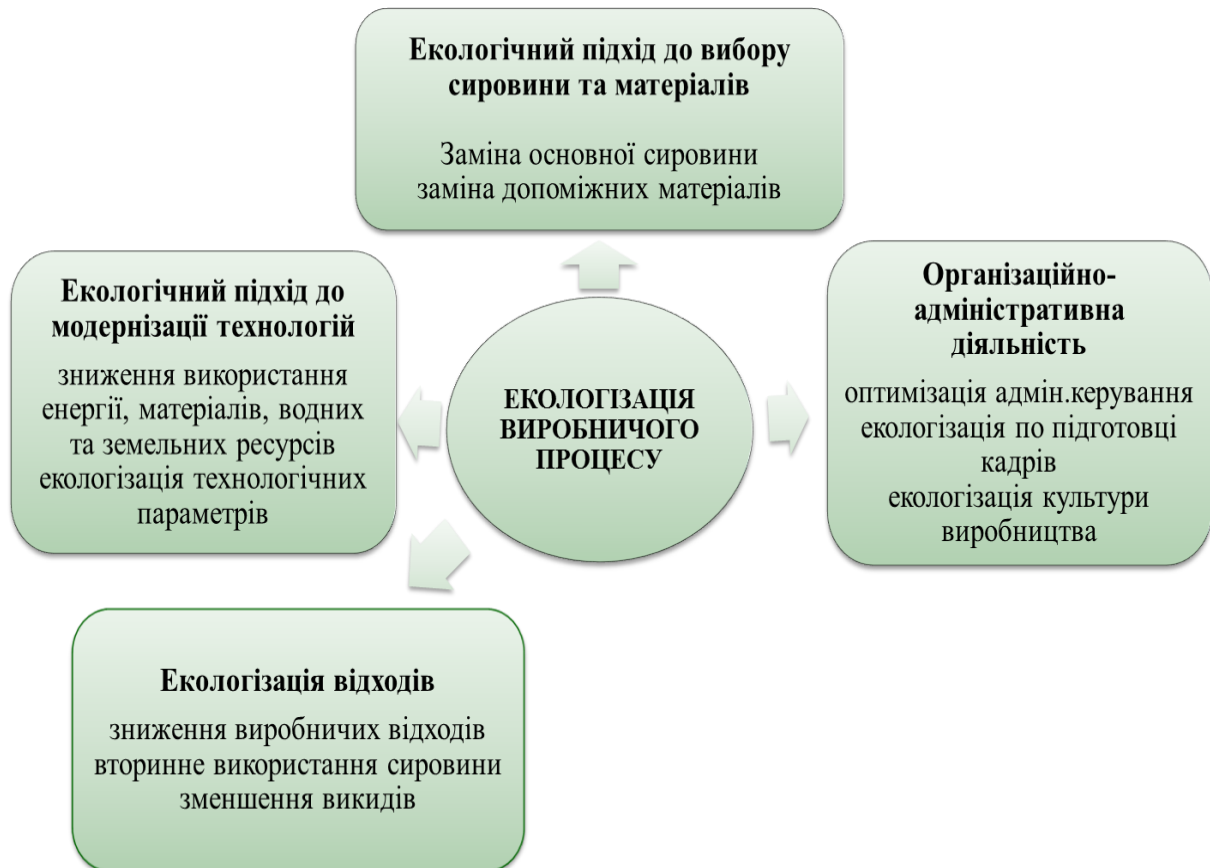 Екологічний підхід до вибору
сировини та матеріалів
Заміна основної сировини
заміна допоміжних матеріалів
Екологічний підхід до
модернізації технологій
зниження використання
енергії, матеріалів, водних
та земельних ресурсів
екологізація технологічних
параметрів
ЕКОЛОГІЗАЦІЯ
ВИРОБНИЧОГО
ПРОЦЕСУ
Організаційно-
адміністративна
діяльність
оптимізація адмін.керування
екологізація по підготовці
кадрів
екологізація культури
виробництва
Екологізація відходів
зниження виробничих відходів
вторинне використання сировини
зменшення викидів